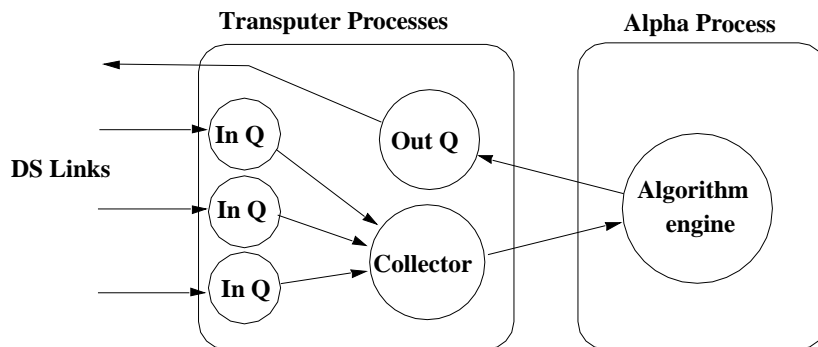 Transputer Processes
Alpha Process
In Q
Out Q
DS Links
In Q
Algorithm
engine
Collector
In Q